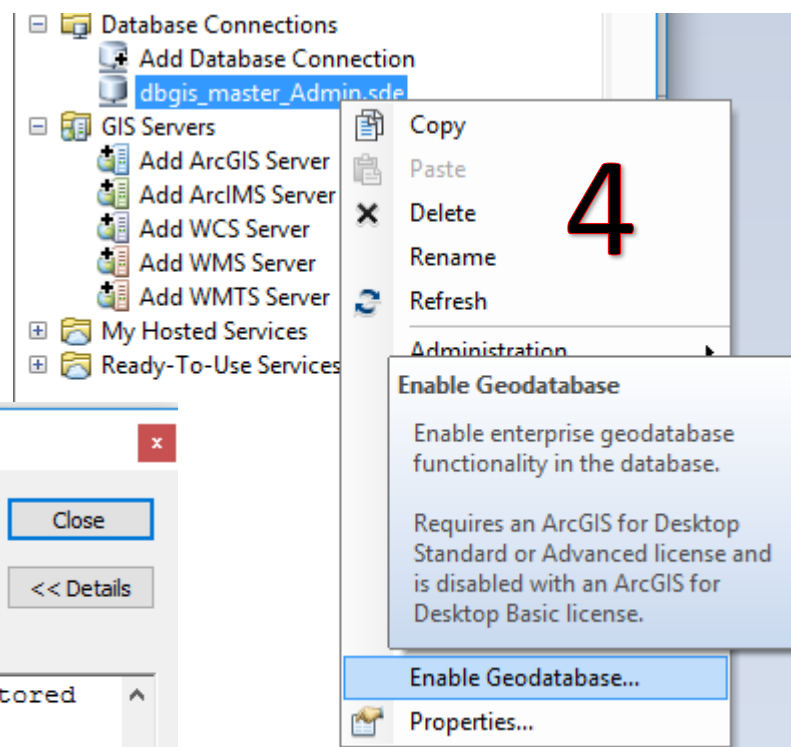 Database Connections
Add Database Connection
dbgis_master_Admin.sde
GIS Servers
Add ArcGIS Server
Add ArcIMS Server
Add WCS Server
Add WMS Server
Add WMTS Server
My Hosted Services
Ready-To-Use Services
Copy
Paste
Delete
Rename
Refresh
Administration
4
Enable Geodatabase
Enable enterprise geodatabase
functionality in the database.
Requires an ArcGIS for Desktop
Standard or Advanced license and
is disabled with an ArcGIS for
Desktop Basic license.
Enable Geodatabase...
Properties...
x
Close
<< Details
tored